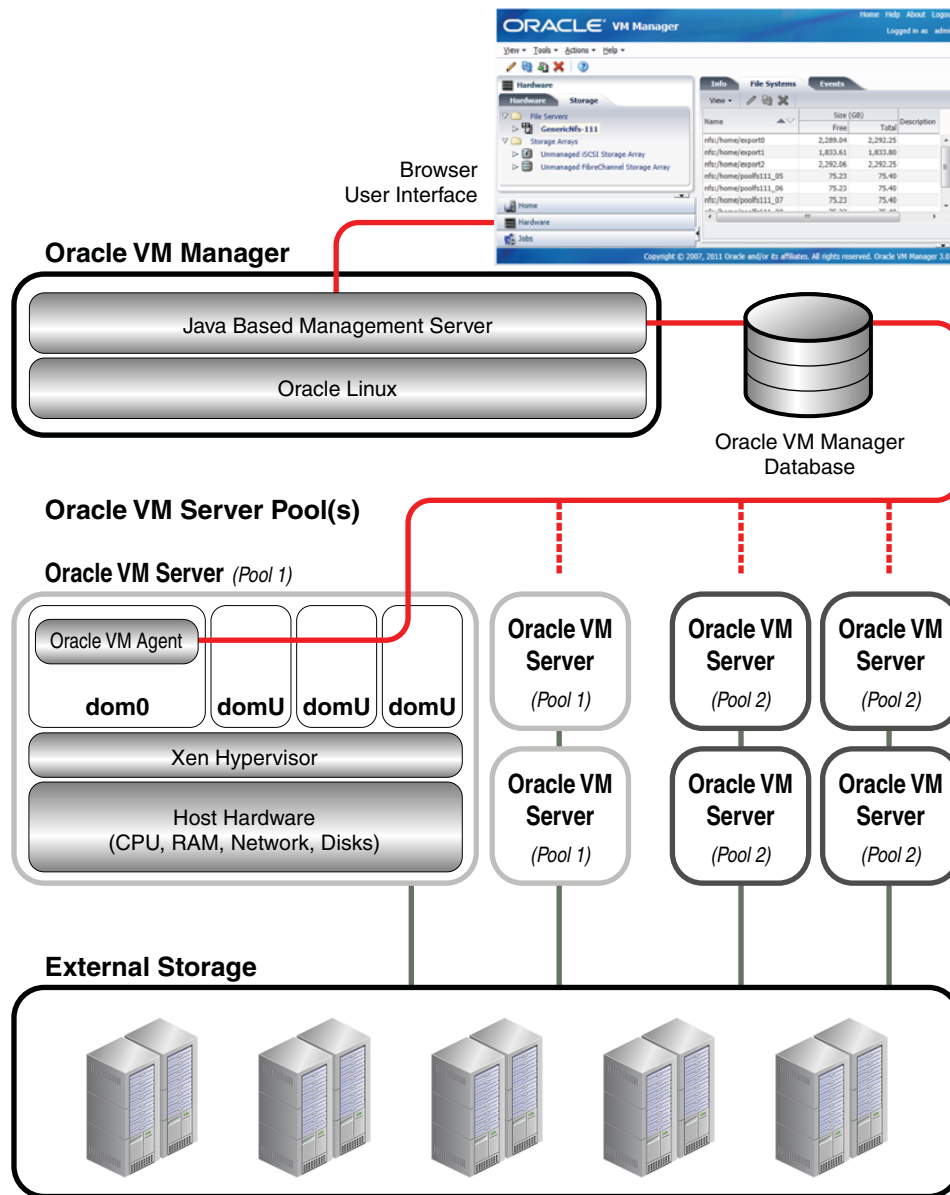 ORACLE VM Manager
Home Help About Logout
Logged in as admin
View Tools Actions Help
Hardware
Hardware Storage
File Servers
GenericNfs-111
Storage Arrays
Unmanaged iSCSI Storage Array
Unmanaged FibreChannel Storage Array
Home
Hardware
Jobs
Info File Systems Events
View
Name Size (GB) Description
Free Total
nfs:/home/export0 2,289.04 2,292.25
nfs:/home/export1 1,833.61 1,833.80
nfs:/home/export2 2,292.06 2,292.25
nfs:/home/poolfs111_05 75.23 75.40
nfs:/home/poolfs111_06 75.23 75.40
nfs:/home/poolfs111_07 75.23 75.40
Copyright © 2007, 2011 Oracle and/or its affiliates. All rights reserved. Oracle VM Manager 3.0
Browser
User Interface
Oracle VM Manager
Java Based Management Server
Oracle Linux
Oracle VM Manager
Database
Oracle VM Server Pool(s)
Oracle VM Server (Pool 1)
Oracle VM Agent
dom0 domU domU domU
Xen Hypervisor
Host Hardware
(CPU, RAM, Network, Disks)
Oracle VM
Server
(Pool 1)
Oracle VM
Server
(Pool 2)
Oracle VM
Server
(Pool 2)
Oracle VM
Server
(Pool 1)
Oracle VM
Server
(Pool 2)
Oracle VM
Server
(Pool 2)
External Storage